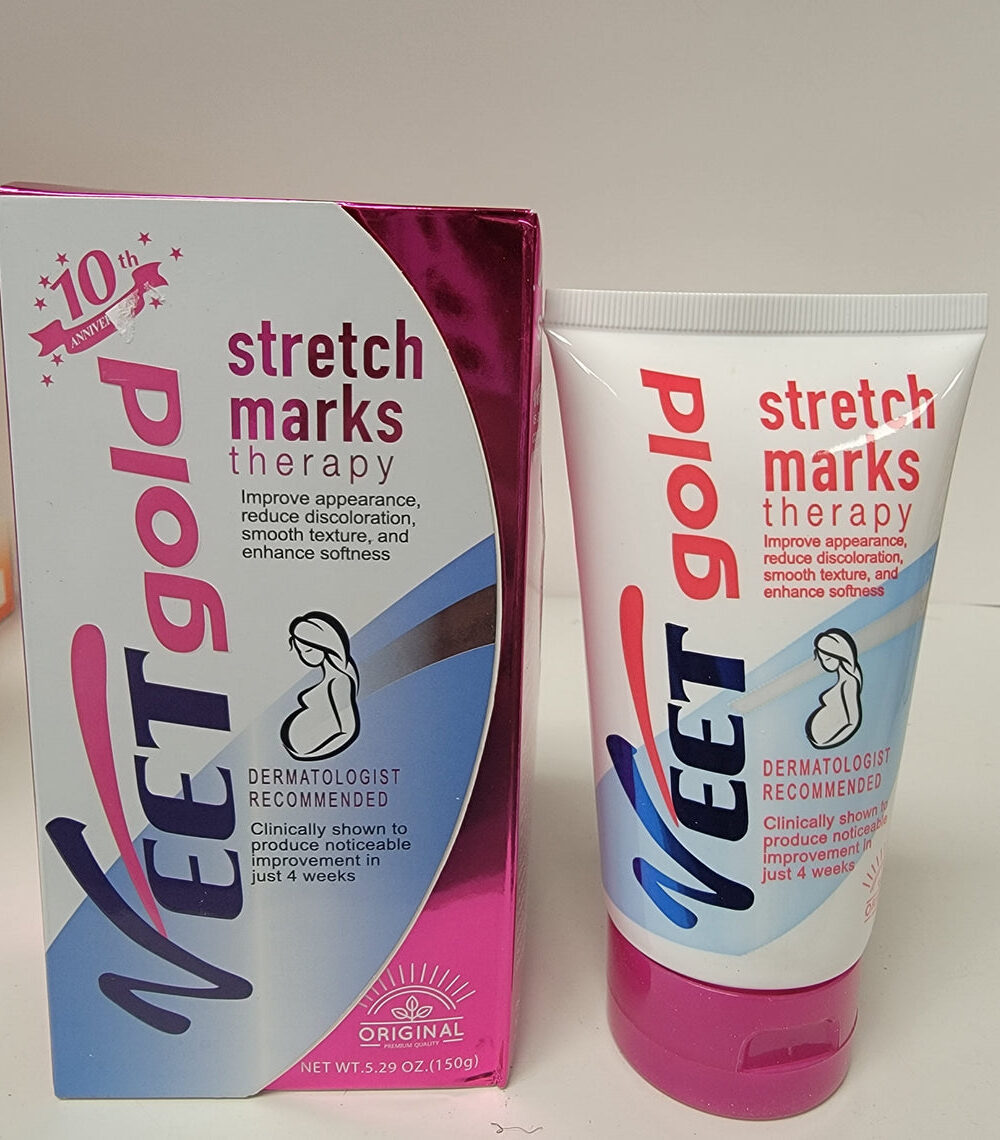 10th
ANNIVE
VEET gold
stretch
marks
therapy
Improve appearance,
reduce discoloration,
smooth texture, and
enhance softness
DERMATOLOGIST
RECOMMENDED
Clinically shown to
produce noticeable
improvement in
just 4 weeks
ORIGINAL
PREMIUM QUALITY
NET WT.5.29 OZ.(150g)
VEET gold
stretch
marks
therapy
Improve appearance,
reduce discoloration,
smooth texture, and
enhance softness
DERMATOLOGIST
RECOMMENDED
Clinically shown to
produce noticeable
improvement in
just 4 weeks